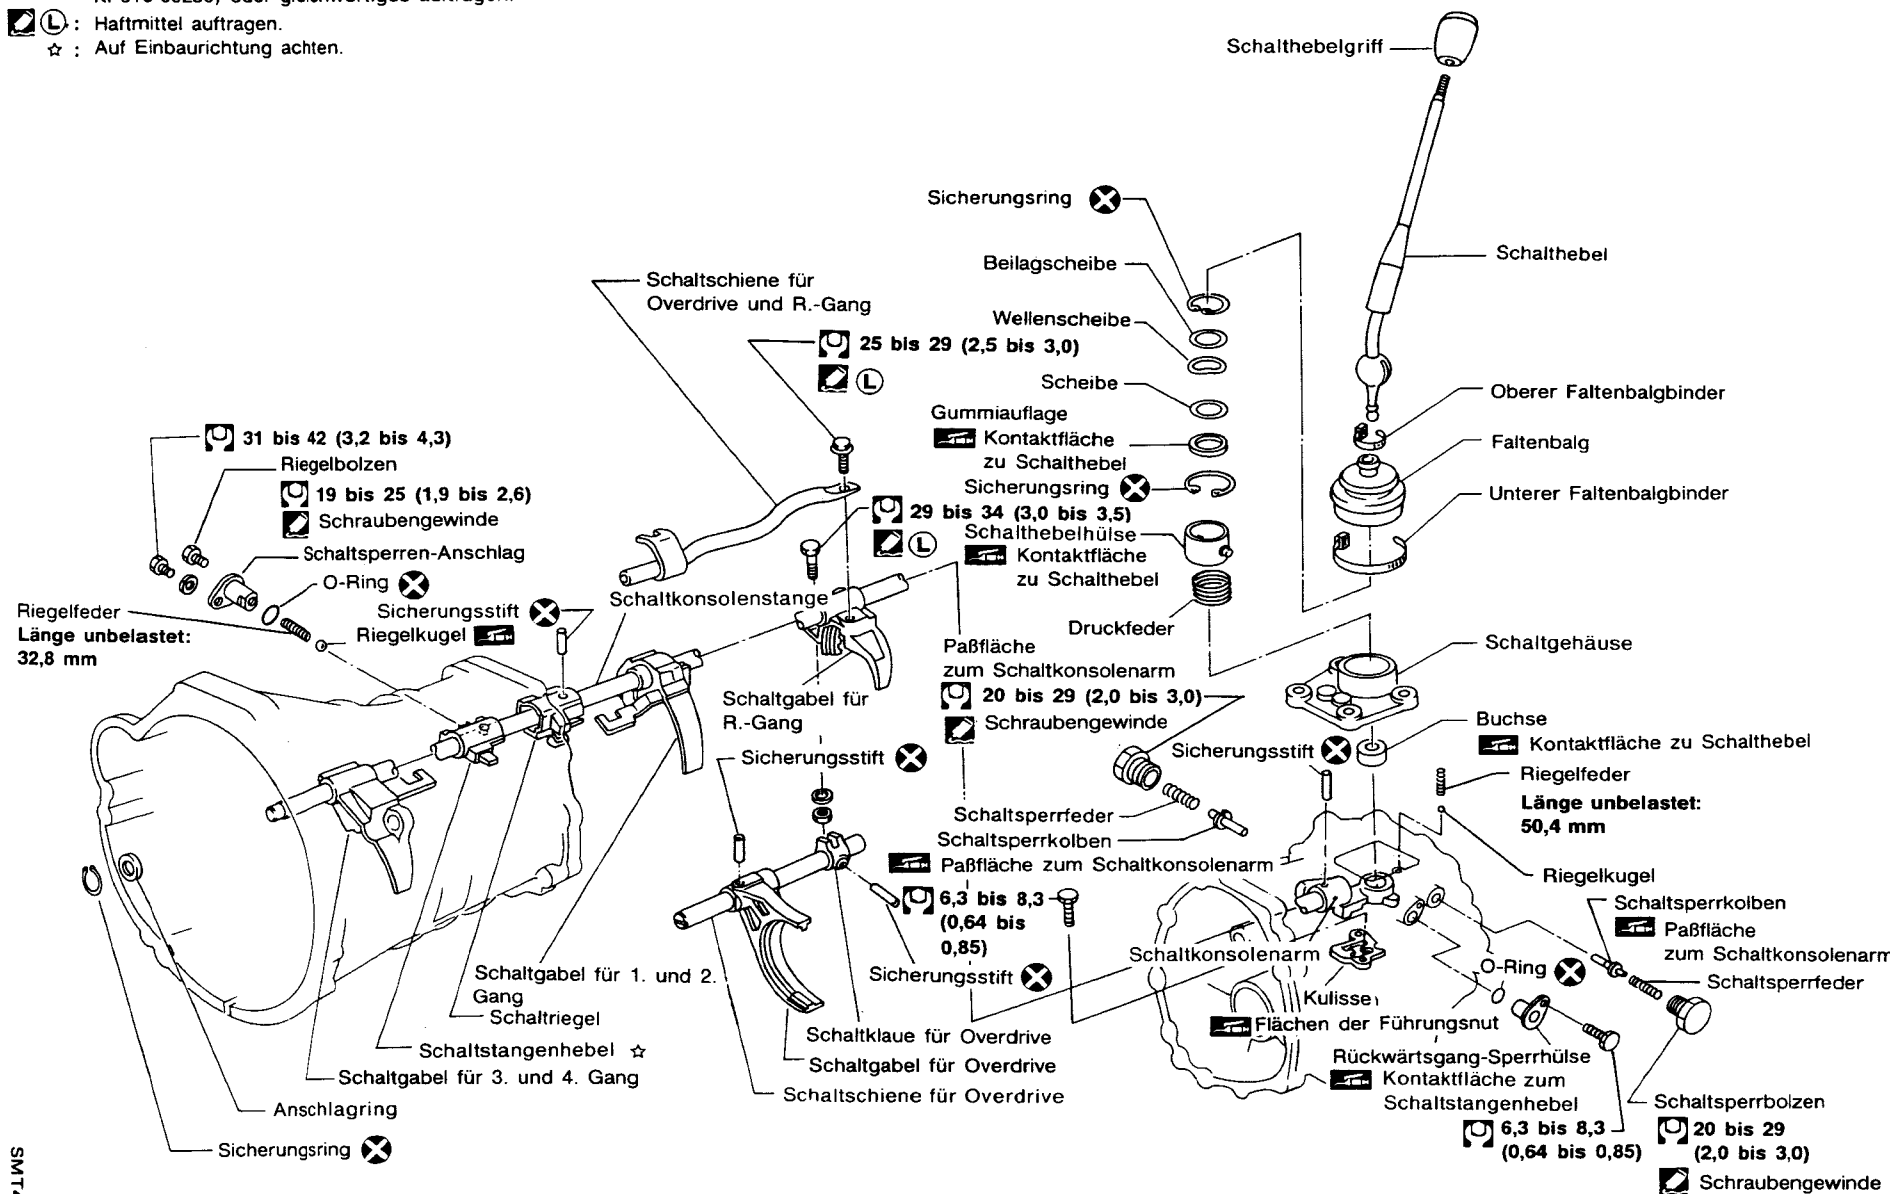 L : Haftmittel auftragen.
☆ : Auf Einbaurichtung achten.
Schalthebelgriff
Sicherungsring
Schalthebel
Beilagscheibe
Schaltschiene für
Overdrive und R.-Gang
Wellenscheibe
25 bis 29 (2,5 bis 3,0)
L
Scheibe
Oberer Faltenbalgbinder
Gummiauflage
Kontaktfläche
zu Schalthebel
Faltenbalg
31 bis 42 (3,2 bis 4,3)
Riegelbolzen
19 bis 25 (1,9 bis 2,6)
Schraubengewinde
Sicherungsring
Unterer Faltenbalgbinder
29 bis 34 (3,0 bis 3,5)
L
Schalthebelhülse
Kontaktfläche
zu Schalthebel
Schaltsperren-Anschlag
O-Ring
Riegelfeder
Länge unbelastet:
32,8 mm
Sicherungsstift
Riegelkugel
Schaltkonsolenstange
Druckfeder
Schaltgehäuse
Paßfläche
zum Schaltkonsolenarm
20 bis 29 (2,0 bis 3,0)
Schraubengewinde
Schaltgabel für
R.-Gang
Buchse
Kontaktfläche zu Schalthebel
Sicherungsstift
Sicherungsstift
Riegelfeder
Länge unbelastet:
50,4 mm
Schaltsperrfeder
Schaltsperrkolben
Paßfläche zum Schaltkonsolenarm
Riegelkugel
6,3 bis 8,3
(0,64 bis
0,85)
Schaltsperrkolben
Paßfläche
zum Schaltkonsolenarm
Schaltkonsolenarm
O-Ring
Schaltsperrfeder
Schaltgabel für 1. und 2.
Gang
Sicherungsstift
Kulisse
Schaltriegel
Flächen der Führungsnut
Schaltklaue für Overdrive
Schaltstangenhebel ☆
Schaltgabel für Overdrive
Rückwärtsgang-Sperrhülse
Kontaktfläche zum
Schaltstangenhebel
Schaltgabel für 3. und 4. Gang
Schaltschiene für Overdrive
Anschlagring
Schaltsperrbolzen
6,3 bis 8,3
(0,64 bis 0,85)
20 bis 29
(2,0 bis 3,0)
Schraubengewinde
Sicherungsring